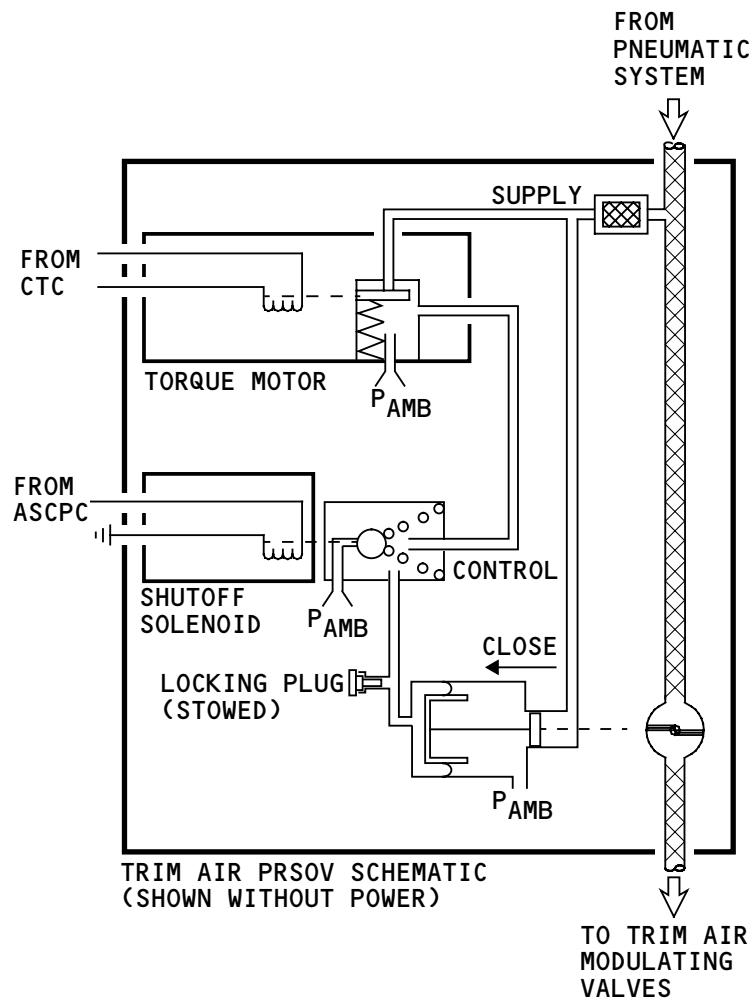 FROM
PNEUMATIC
SYSTEM
SUPPLY
FROM
CTC
TORQUE MOTOR
PAMB
FROM
ASCPC
CONTROL
SHUTOFF
SOLENOID
PAMB
CLOSE
LOCKING PLUG
(STOWED)
PAMB
TRIM AIR PRSOV SCHEMATIC
(SHOWN WITHOUT POWER)
TO TRIM AIR
MODULATING
VALVES